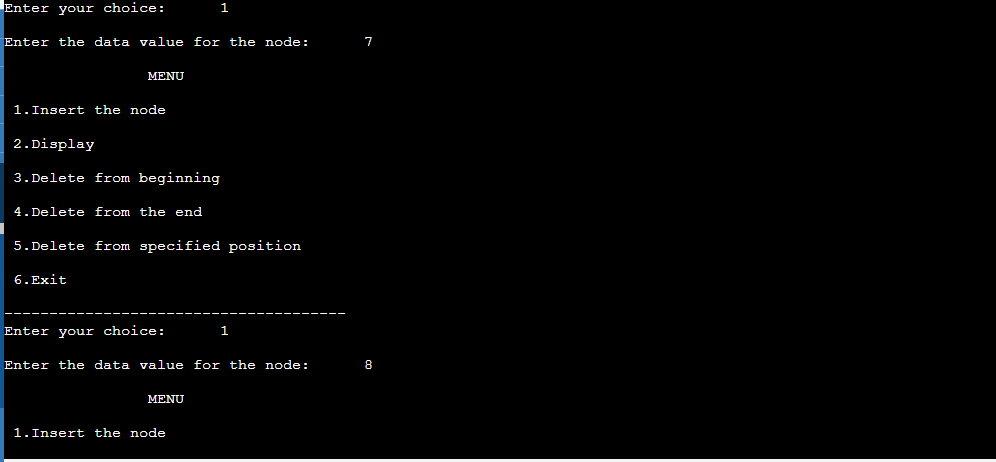 Enter your choice: 1
Enter the data value for the node: 7
MENU
1.Insert the node
2.Display
3.Delete from beginning
4.Delete from the end
5.Delete from specified position
6.Exit
--------------------------------------
Enter your choice: 1
Enter the data value for the node: 8
MENU
1.Insert the node